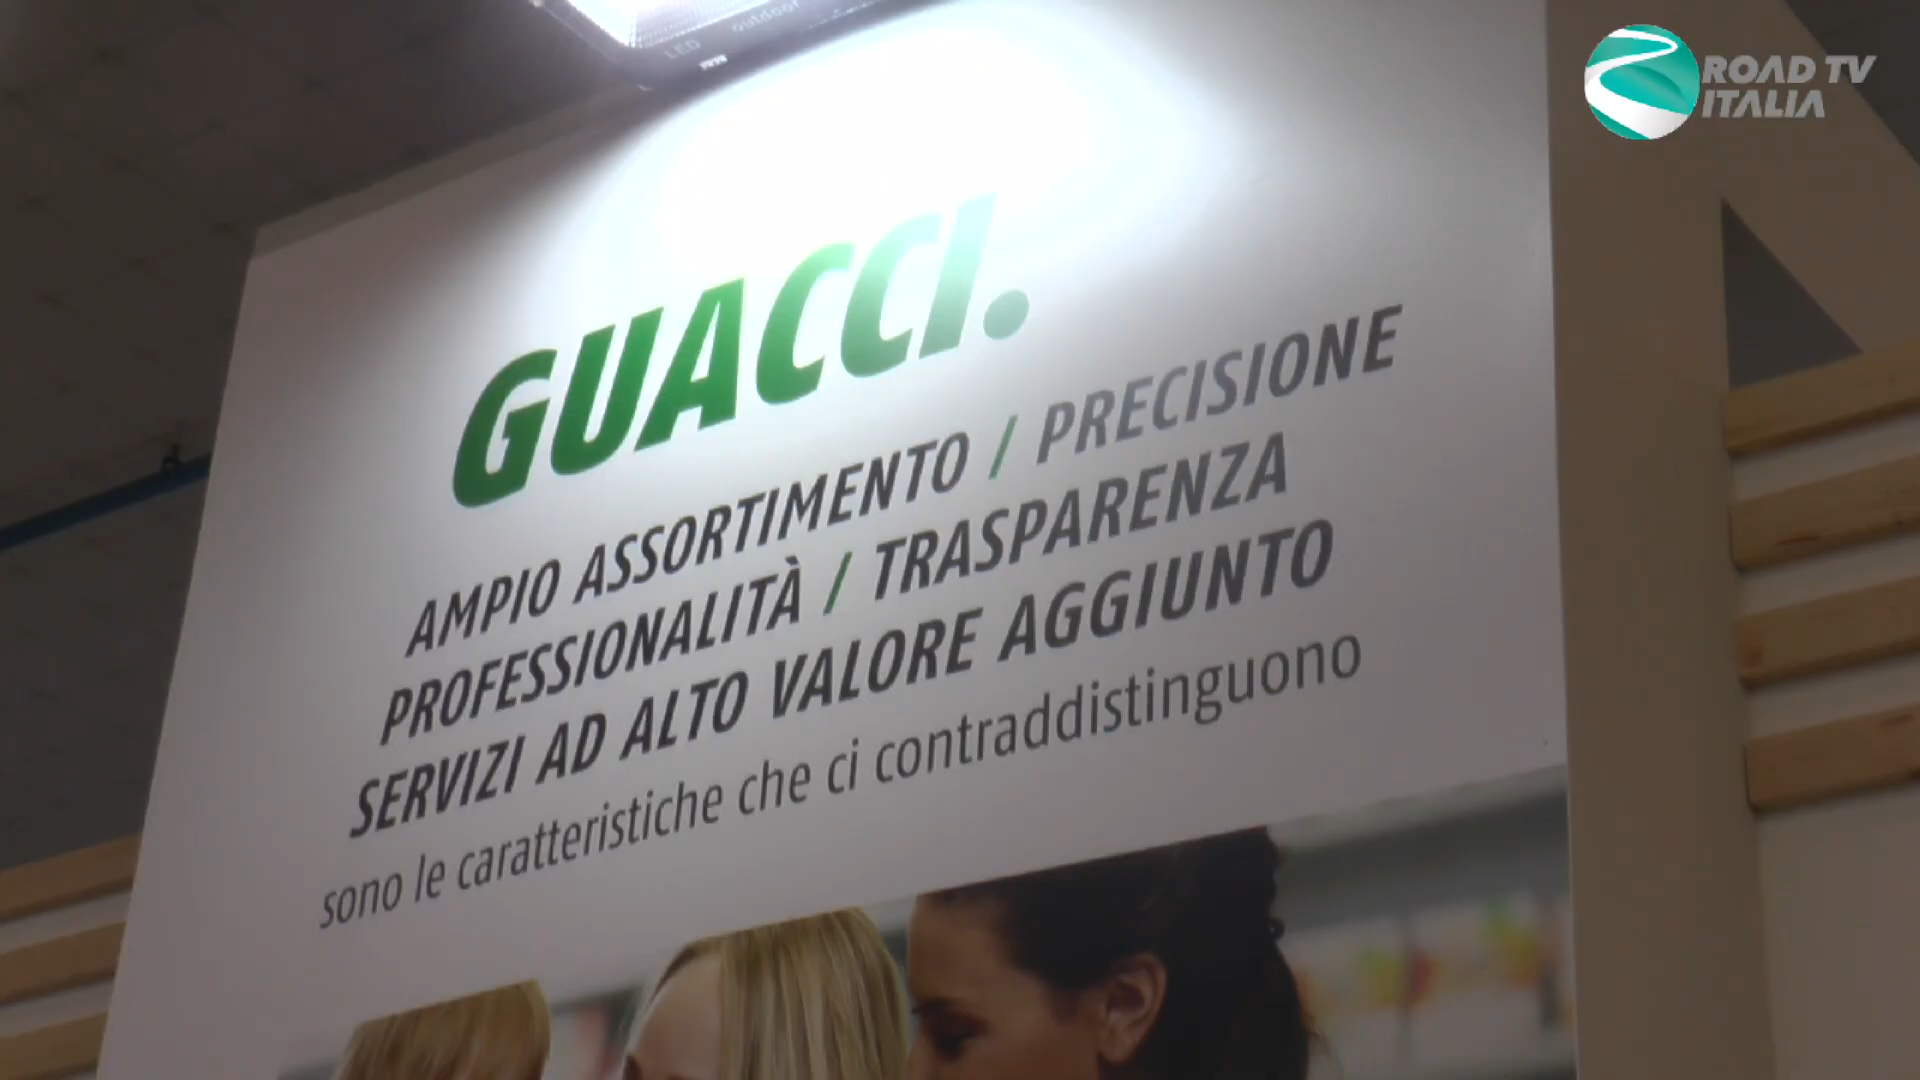 LED outdoor
ROAD TV
ITALIA
GUACCI.
AMPIO ASSORTIMENTO / PRECISIONE
PROFESSIONALITÀ / TRASPARENZA
SERVIZI AD ALTO VALORE AGGIUNTO
sono le caratteristiche che ci contraddistinguono